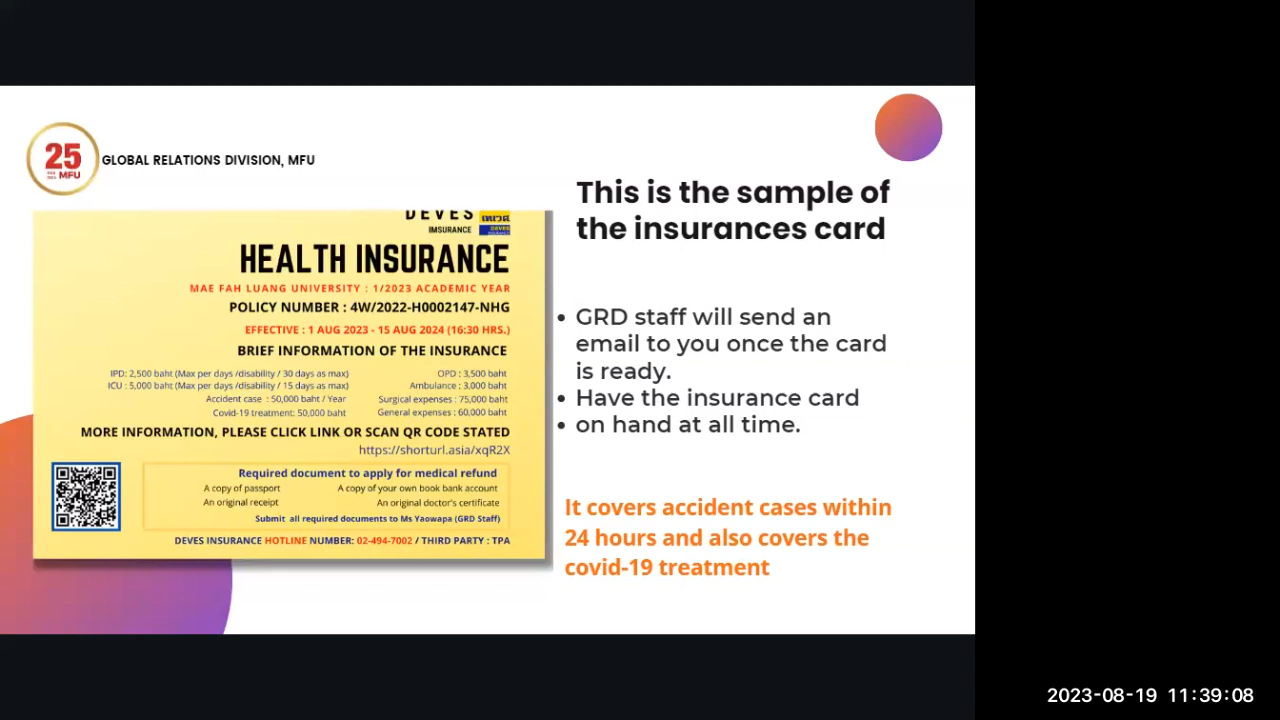 25
MFU
GLOBAL RELATIONS DIVISION, MFU
DEVES
IMSURANCE
DEVES
HEALTH INSURANCE
MAE FAH LUANG UNIVERSITY : 1/2023 ACADEMIC YEAR
POLICY NUMBER : 4W/2022-H0002147-NHG
EFFECTIVE : 1 AUG 2023 - 15 AUG 2024 (16:30 HRS.)
BRIEF INFORMATION OF THE INSURANCE
IPD: 2,500 baht (Max per days /disability / 30 days as max) OPD : 3,500 baht
ICU : 5,000 baht (Max per days /disability / 15 days as max) Ambulance : 3,000 baht
Accident case : 50,000 baht / Year Surgical expenses : 75,000 baht
Covid-19 treatment: 50,000 baht General expenses : 60,000 baht
MORE INFORMATION, PLEASE CLICK LINK OR SCAN QR CODE STATED
https://shorturl.asia/xqR2X
Required document to apply for medical refund
A copy of passport A copy of your own book bank account
An original receipt An original doctor's certificate
Submit all required documents to Ms Yaowapa (GRD Staff)
DEVES INSURANCE HOTLINE NUMBER: 02-494-7002 / THIRD PARTY : TPA
This is the sample of
the insurances card
• GRD staff will send an
email to you once the card
is ready.
• Have the insurance card
• on hand at all time.
It covers accident cases within
24 hours and also covers the
covid-19 treatment
2023-08-19 11:39:08